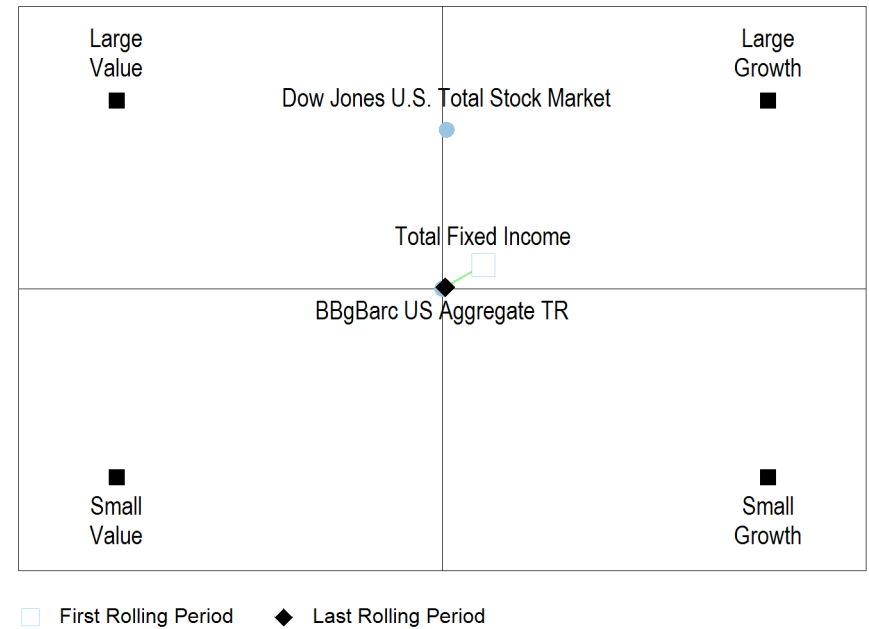 Large
Value
Large
Growth
Dow Jones U.S. Total Stock Market
Total Fixed Income
BBgBarc US Aggregate TR
Small
Value
Small
Growth
First Rolling Period
Last Rolling Period